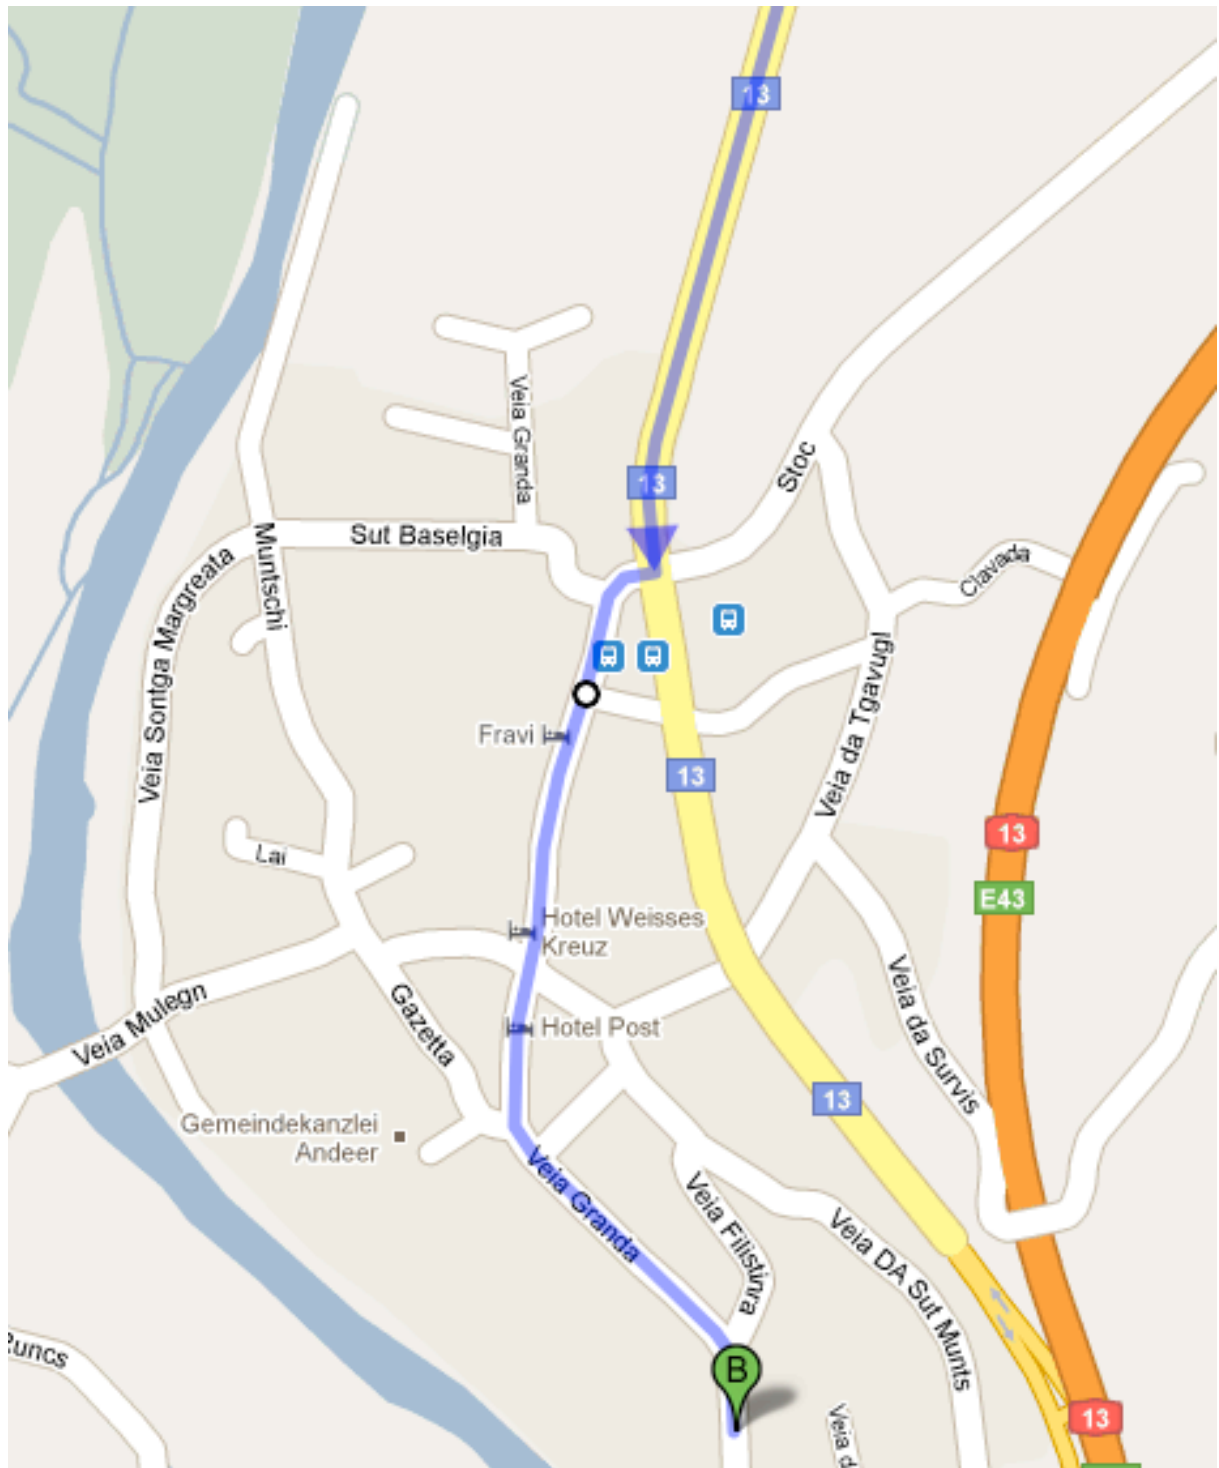 13
Veia Granda
13
Stoc
Sut Baselgia
Muntschi
Clavada
Veia Sontga Margreata
Veia da Tgavugl
Fravi
13
13
Lai
E43
Hotel Weisses
Kreuz
Veia Mulegn
Gazetta
Hotel Post
Veia da Survis
13
Gemeindekanzlei
Andeer
Veia Granda
Veia Filistinra
Veia DA Sut Munts
B
13